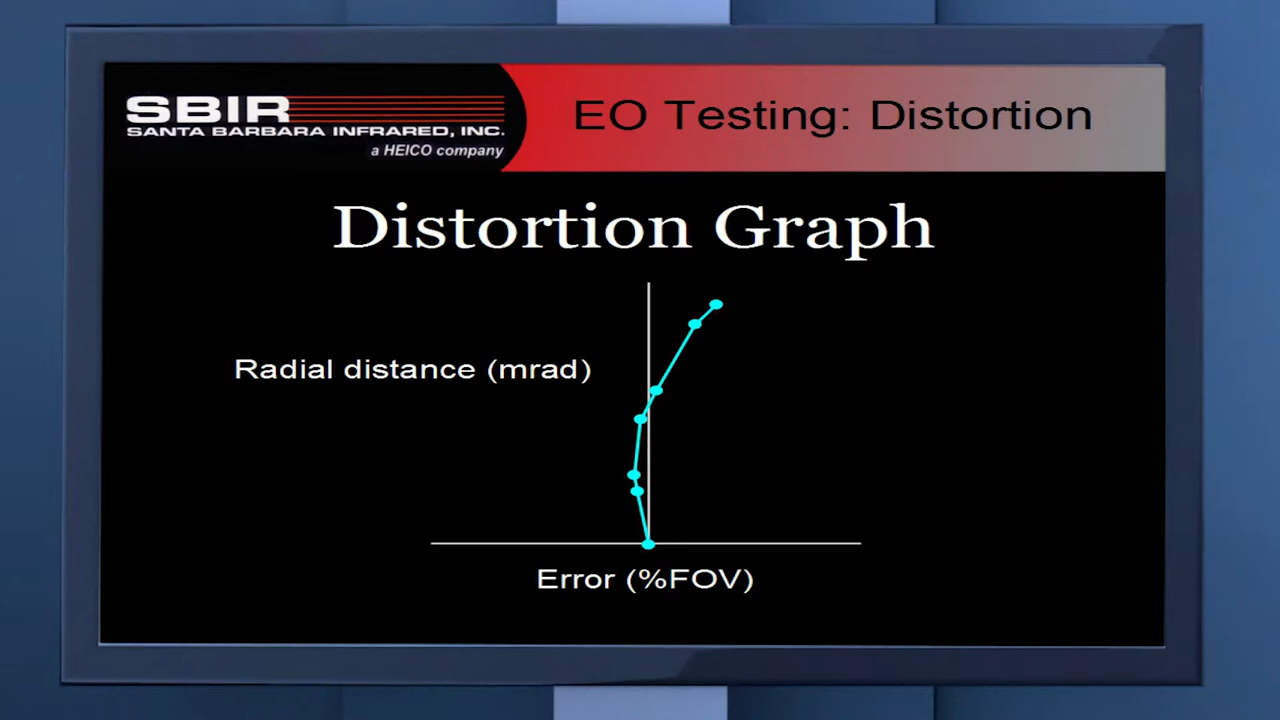 SBIR
SANTA BARBARA INFRARED, INC.
a HEICO company
EO Testing: Distortion
Distortion Graph
Radial distance (mrad)
Error (%FOV)